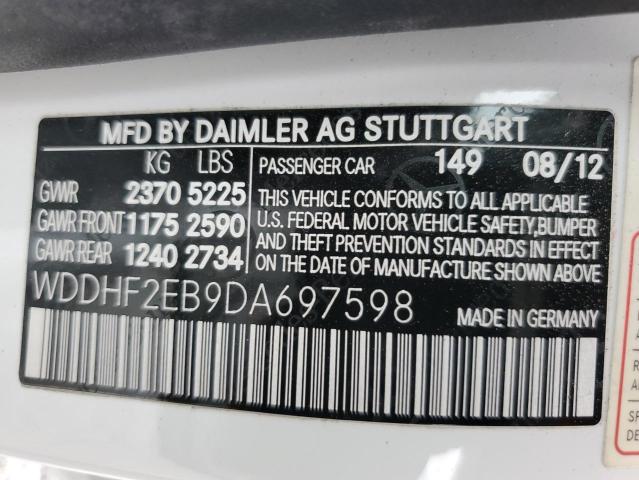 MFD BY DAIMLER AG STUTTGART
KG LBS
GVWR 2370 5225
GAWR FRONT 1175 2590
GAWR REAR 1240 2734
PASSENGER CAR 149 08/12
THIS VEHICLE CONFORMS TO ALL APPLICABLE
U.S. FEDERAL MOTOR VEHICLE SAFETY,BUMPER
AND THEFT PREVENTION STANDARDS IN EFFECT
ON THE DATE OF MANUFACTURE SHOWN ABOVE
WDDHF2EB9DA697598 MADE IN GERMANY